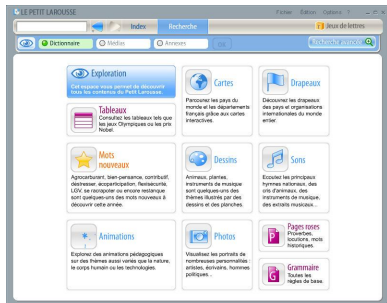 LE PETIT LAROUSSE
Fichier Edition Options ?
Index Recherche Jeux de lettres
Dictionnaire Médias Annexes OK Recherche avancée
Exploration
Cet espace vous permet de découvrir
tous les contenus du Petit Larousse.
Tableaux
Consultez les tableaux tels que
les jeux Olympiques ou les prix
Nobel.
Cartes
Parcourez les pays du
monde et les départements
français grâce aux cartes
interactives.
Drapeaux
Découvrez les drapeaux
des pays et organisations
internationales du monde
entier.
Mots
nouveaux
Agrocarburant, bien-pensance, contributif,
déstresser, écoparticipation, flexisécurité,
LGV, se racrapoter ou encore restanque
sont quelques-uns des mots nouveaux à
découvrir cette année.
Dessins
Animaux, plantes,
instruments de musique
sont quelques-uns des
thèmes illustrés par des
dessins et des planches.
Sons
Ecoutez les principaux
hymnes nationaux, des
cris d'animaux, des
instruments de musique,
des extraits musicaux...
Animations
Explorez des animations pédagogiques
sur des thèmes aussi variés que la nature,
le corps humain ou les technologies.
Photos
Visualisez les portraits de
nombreuses personnalités :
artistes, écrivains, hommes
politiques...
Pages roses
Proverbes,
locutions, mots
historiques.
Grammaire
Toutes les
règles de base.